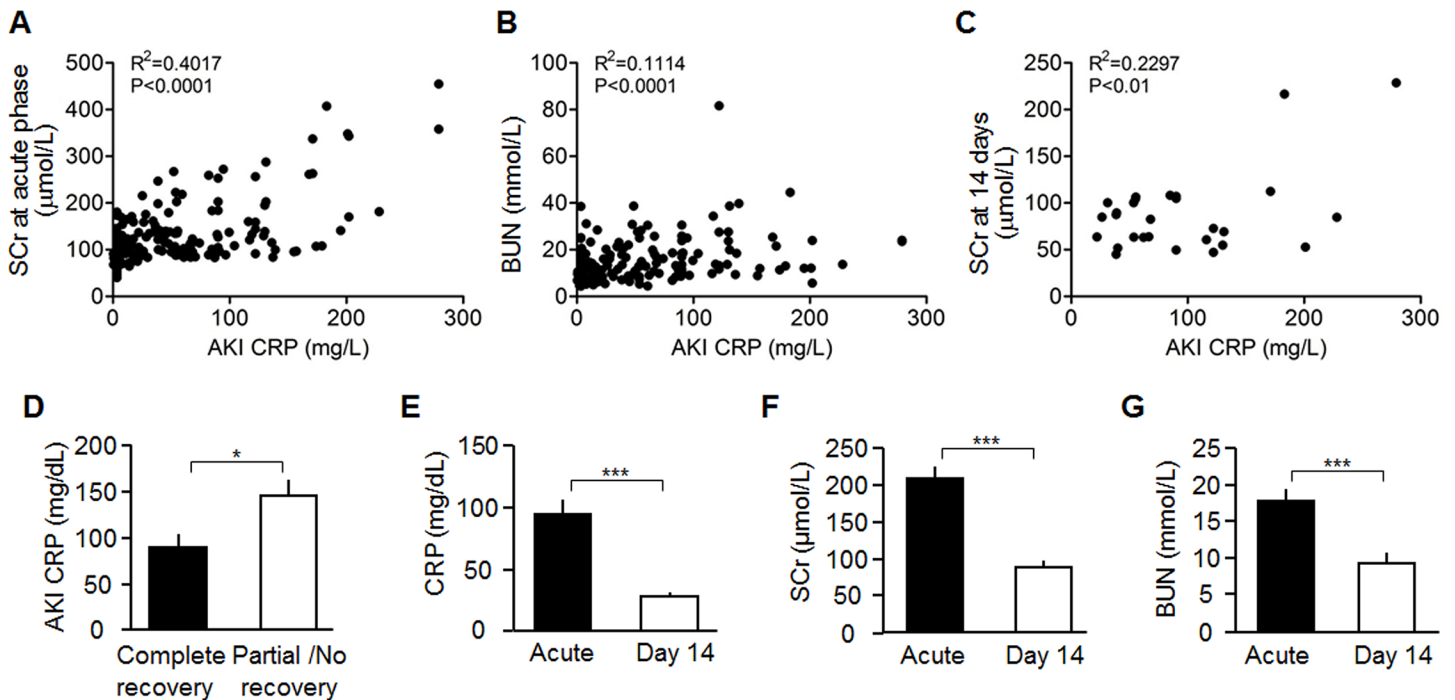 A
R²=0.4017
P<0.0001
SCr at acute phase
(µmol/L)
500
400
300
200
100
0
0 100 200 300
AKI CRP (mg/L)
B
R²=0.1114
P<0.0001
BUN (mmol/L)
100
80
60
40
20
0
0 100 200 300
AKI CRP (mg/L)
C
R²=0.2297
P<0.01
SCr at 14 days
(µmol/L)
250
200
150
100
50
0
0 100 200 300
AKI CRP (mg/L)
D
AKI CRP (mg/dL)
200
150
100
50
0
*
Complete
recovery
Partial /No
recovery
E
CRP (mg/dL)
150
100
50
0
***
Acute Day 14
F
SCr (µmol/L)
250
200
150
100
50
0
***
Acute Day 14
G
BUN (mmol/L)
25
20
15
10
5
0
***
Acute Day 14